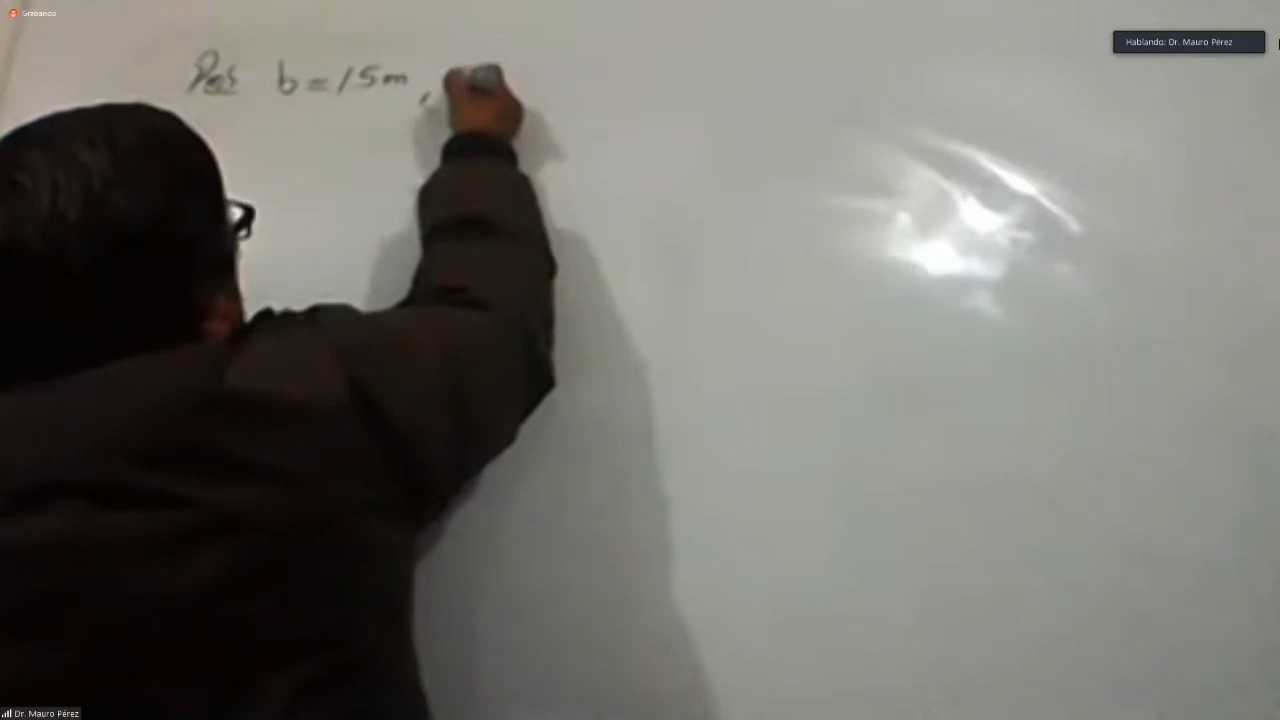 Grabando
Hablando: Dr. Mauro Pérez
b = 15m ,
Dr. Mauro Pérez